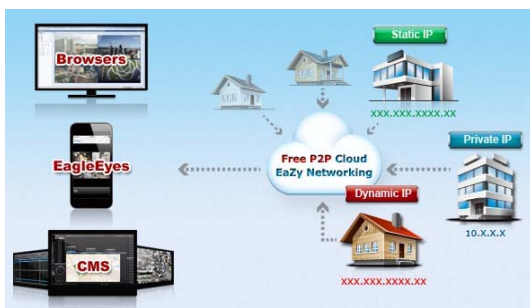 Browsers
Static IP
XXX.XXX.XXXX.XX
Private IP
Free P2P Cloud
EaZy Networking
EagleEyes
Dynamic IP
10.X.X.X
CMS
XXX.XXX.XXXX.XX